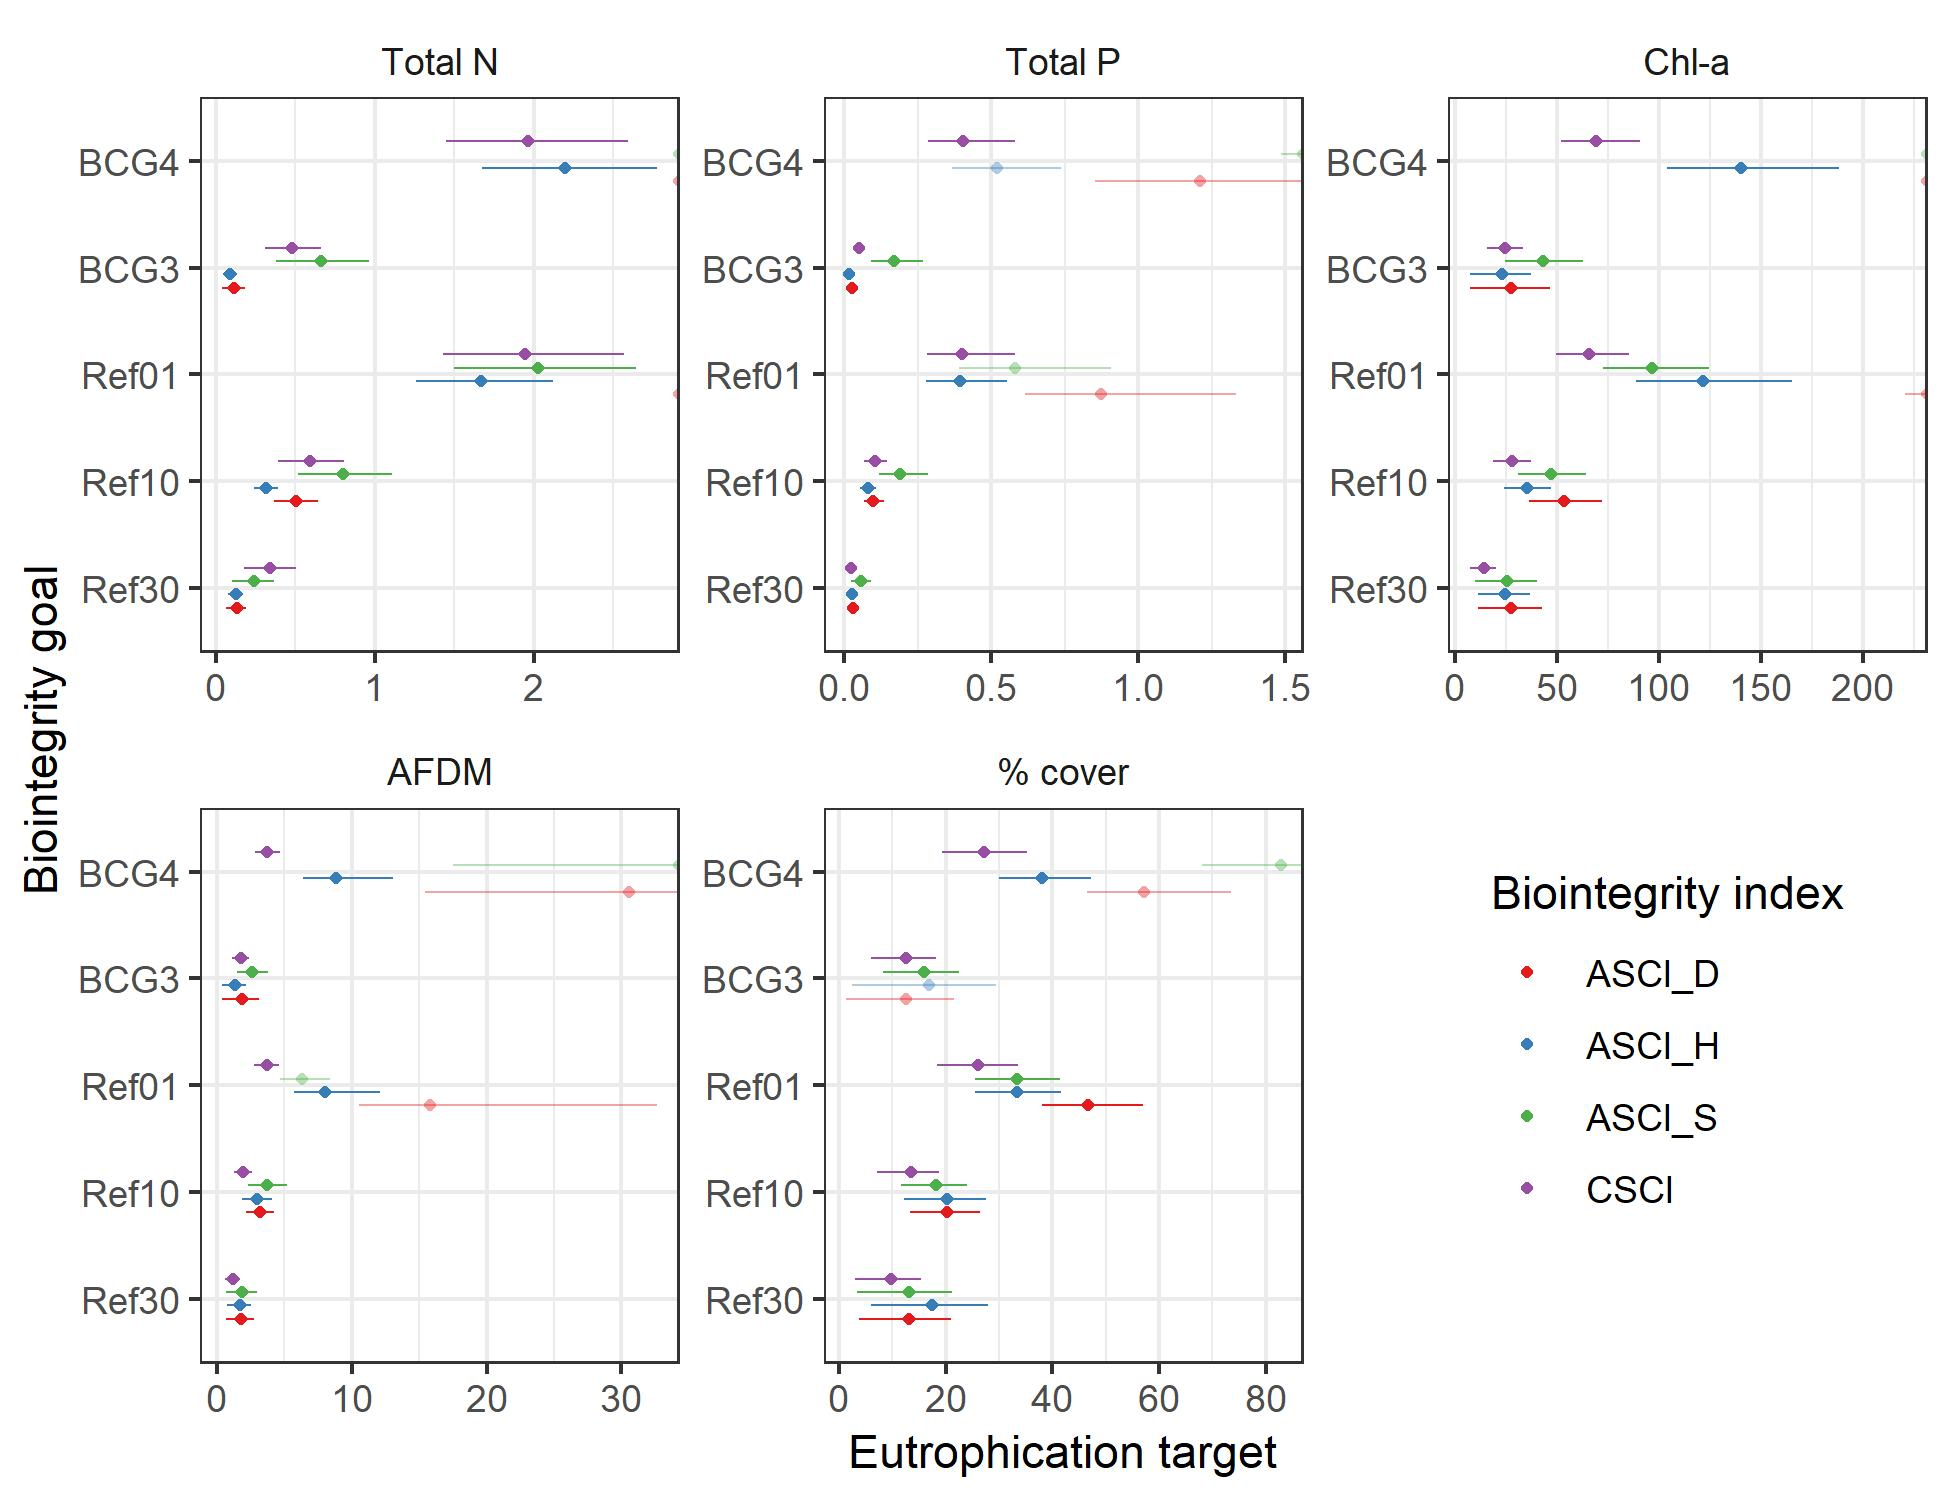 Total N
Total P
Chl-a
BCG4
BCG3
Ref01
Ref10
Ref30
0 1 2
BCG4
BCG3
Ref01
Ref10
Ref30
0.0 0.5 1.0 1.5
BCG4
BCG3
Ref01
Ref10
Ref30
0 50 100 150 200
Biointegrity goal
AFDM
% cover
BCG4
BCG3
Ref01
Ref10
Ref30
0 10 20 30
BCG4
BCG3
Ref01
Ref10
Ref30
0 20 40 60 80
Eutrophication target
Biointegrity index
ASCI_D
ASCI_H
ASCI_S
CSCI